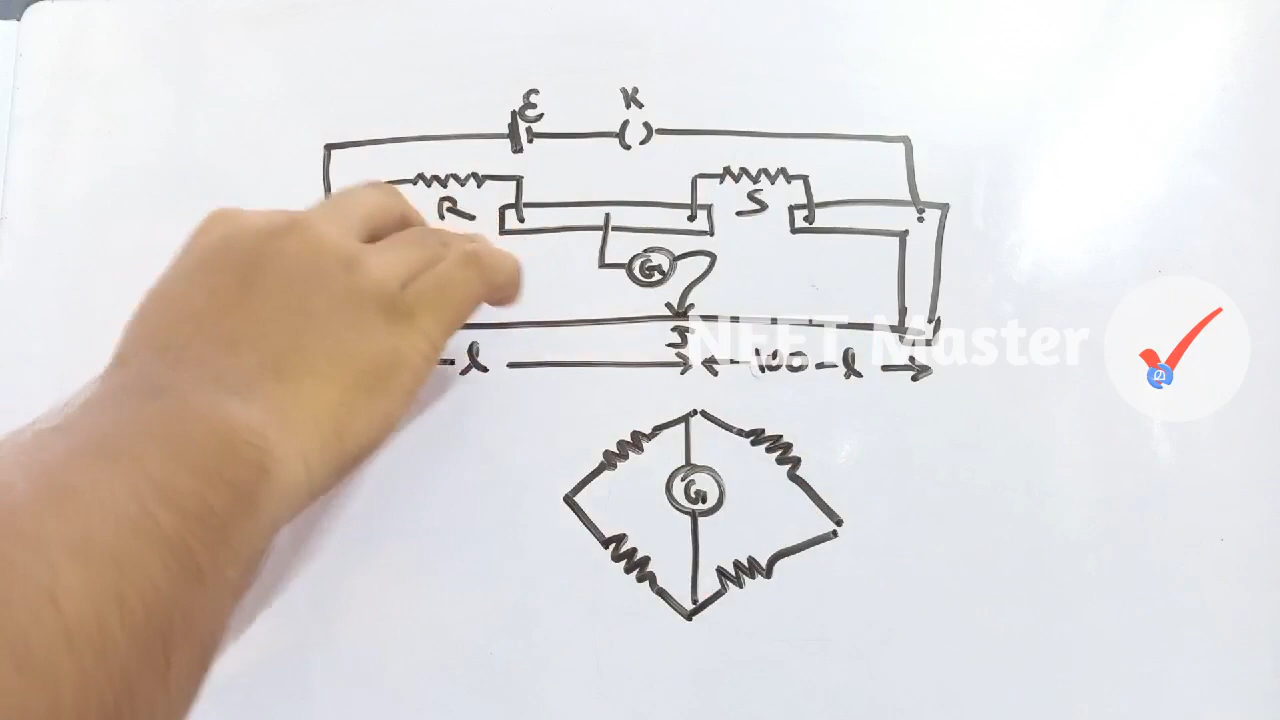 ε K
R S
G
J
l 100-l
NEET Master
G